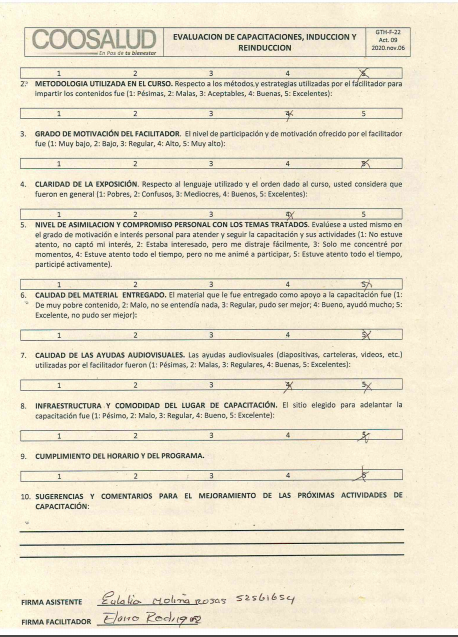 COOSALUD
En Pos de tu bienestar
EVALUACION DE CAPACITACIONES, INDUCCION Y
REINDUCCION
GTH-F-22
Act. 09
2020.nov.06
1 2 3 4 5
2. METODOLOGIA UTILIZADA EN EL CURSO. Respecto a los métodos y estrategias utilizadas por el facilitador para
impartir los contenidos fue (1: Pésimas, 2: Malas, 3: Aceptables, 4: Buenas, 5: Excelentes):
1 2 3 4 5
3. GRADO DE MOTIVACIÓN DEL FACILITADOR. El nivel de participación y de motivación ofrecido por el facilitador
fue (1: Muy bajo, 2: Bajo, 3: Regular, 4: Alto, 5: Muy alto):
1 2 3 4 5
4. CLARIDAD DE LA EXPOSICIÓN. Respecto al lenguaje utilizado y el orden dado al curso, usted considera que
fueron en general (1: Pobres, 2: Confusos, 3: Mediocres, 4: Buenos, 5: Excelentes):
1 2 3 4 5
5. NIVEL DE ASIMILACION Y COMPROMISO PERSONAL CON LOS TEMAS TRATADOS. Evalúese a usted mismo en
el grado de motivación e interés personal para atender y seguir la capacitación y sus actividades (1: No estuve
atento, no captó mi interés, 2: Estaba interesado, pero me distraje fácilmente, 3: Solo me concentré por
momentos, 4: Estuve atento todo el tiempo, pero no me animé a participar, 5: Estuve atento todo el tiempo,
participé activamente).
1 2 3 4 5
6. CALIDAD DEL MATERIAL ENTREGADO. El material que le fue entregado como apoyo a la capacitación fue (1:
De muy pobre contenido, 2: Malo, no se entendía nada, 3: Regular, pudo ser mejor; 4: Bueno, ayudó mucho; 5:
Excelente, no pudo ser mejor):
1 2 3 4 5
7. CALIDAD DE LAS AYUDAS AUDIOVISUALES. Las ayudas audiovisuales (diapositivas, carteleras, videos, etc.)
utilizadas por el facilitador fueron (1: Pésimas, 2: Malas, 3: Regulares, 4: Buenas, 5: Excelentes):
1 2 3 4 5
8. INFRAESTRUCTURA Y COMODIDAD DEL LUGAR DE CAPACITACIÓN. El sitio elegido para adelantar la
capacitación fue (1: Pésimo, 2: Malo, 3: Regular, 4: Bueno, 5: Excelente):
1 2 3 4 5
9. CUMPLIMIENTO DEL HORARIO Y DEL PROGRAMA.
1 2 3 4 5
10. SUGERENCIAS Y COMENTARIOS PARA EL MEJORAMIENTO DE LAS PRÓXIMAS ACTIVIDADES DE
CAPACITACIÓN:
FIRMA ASISTENTE Eulalia Molina Rojas 52561654
FIRMA FACILITADOR Rodriguez